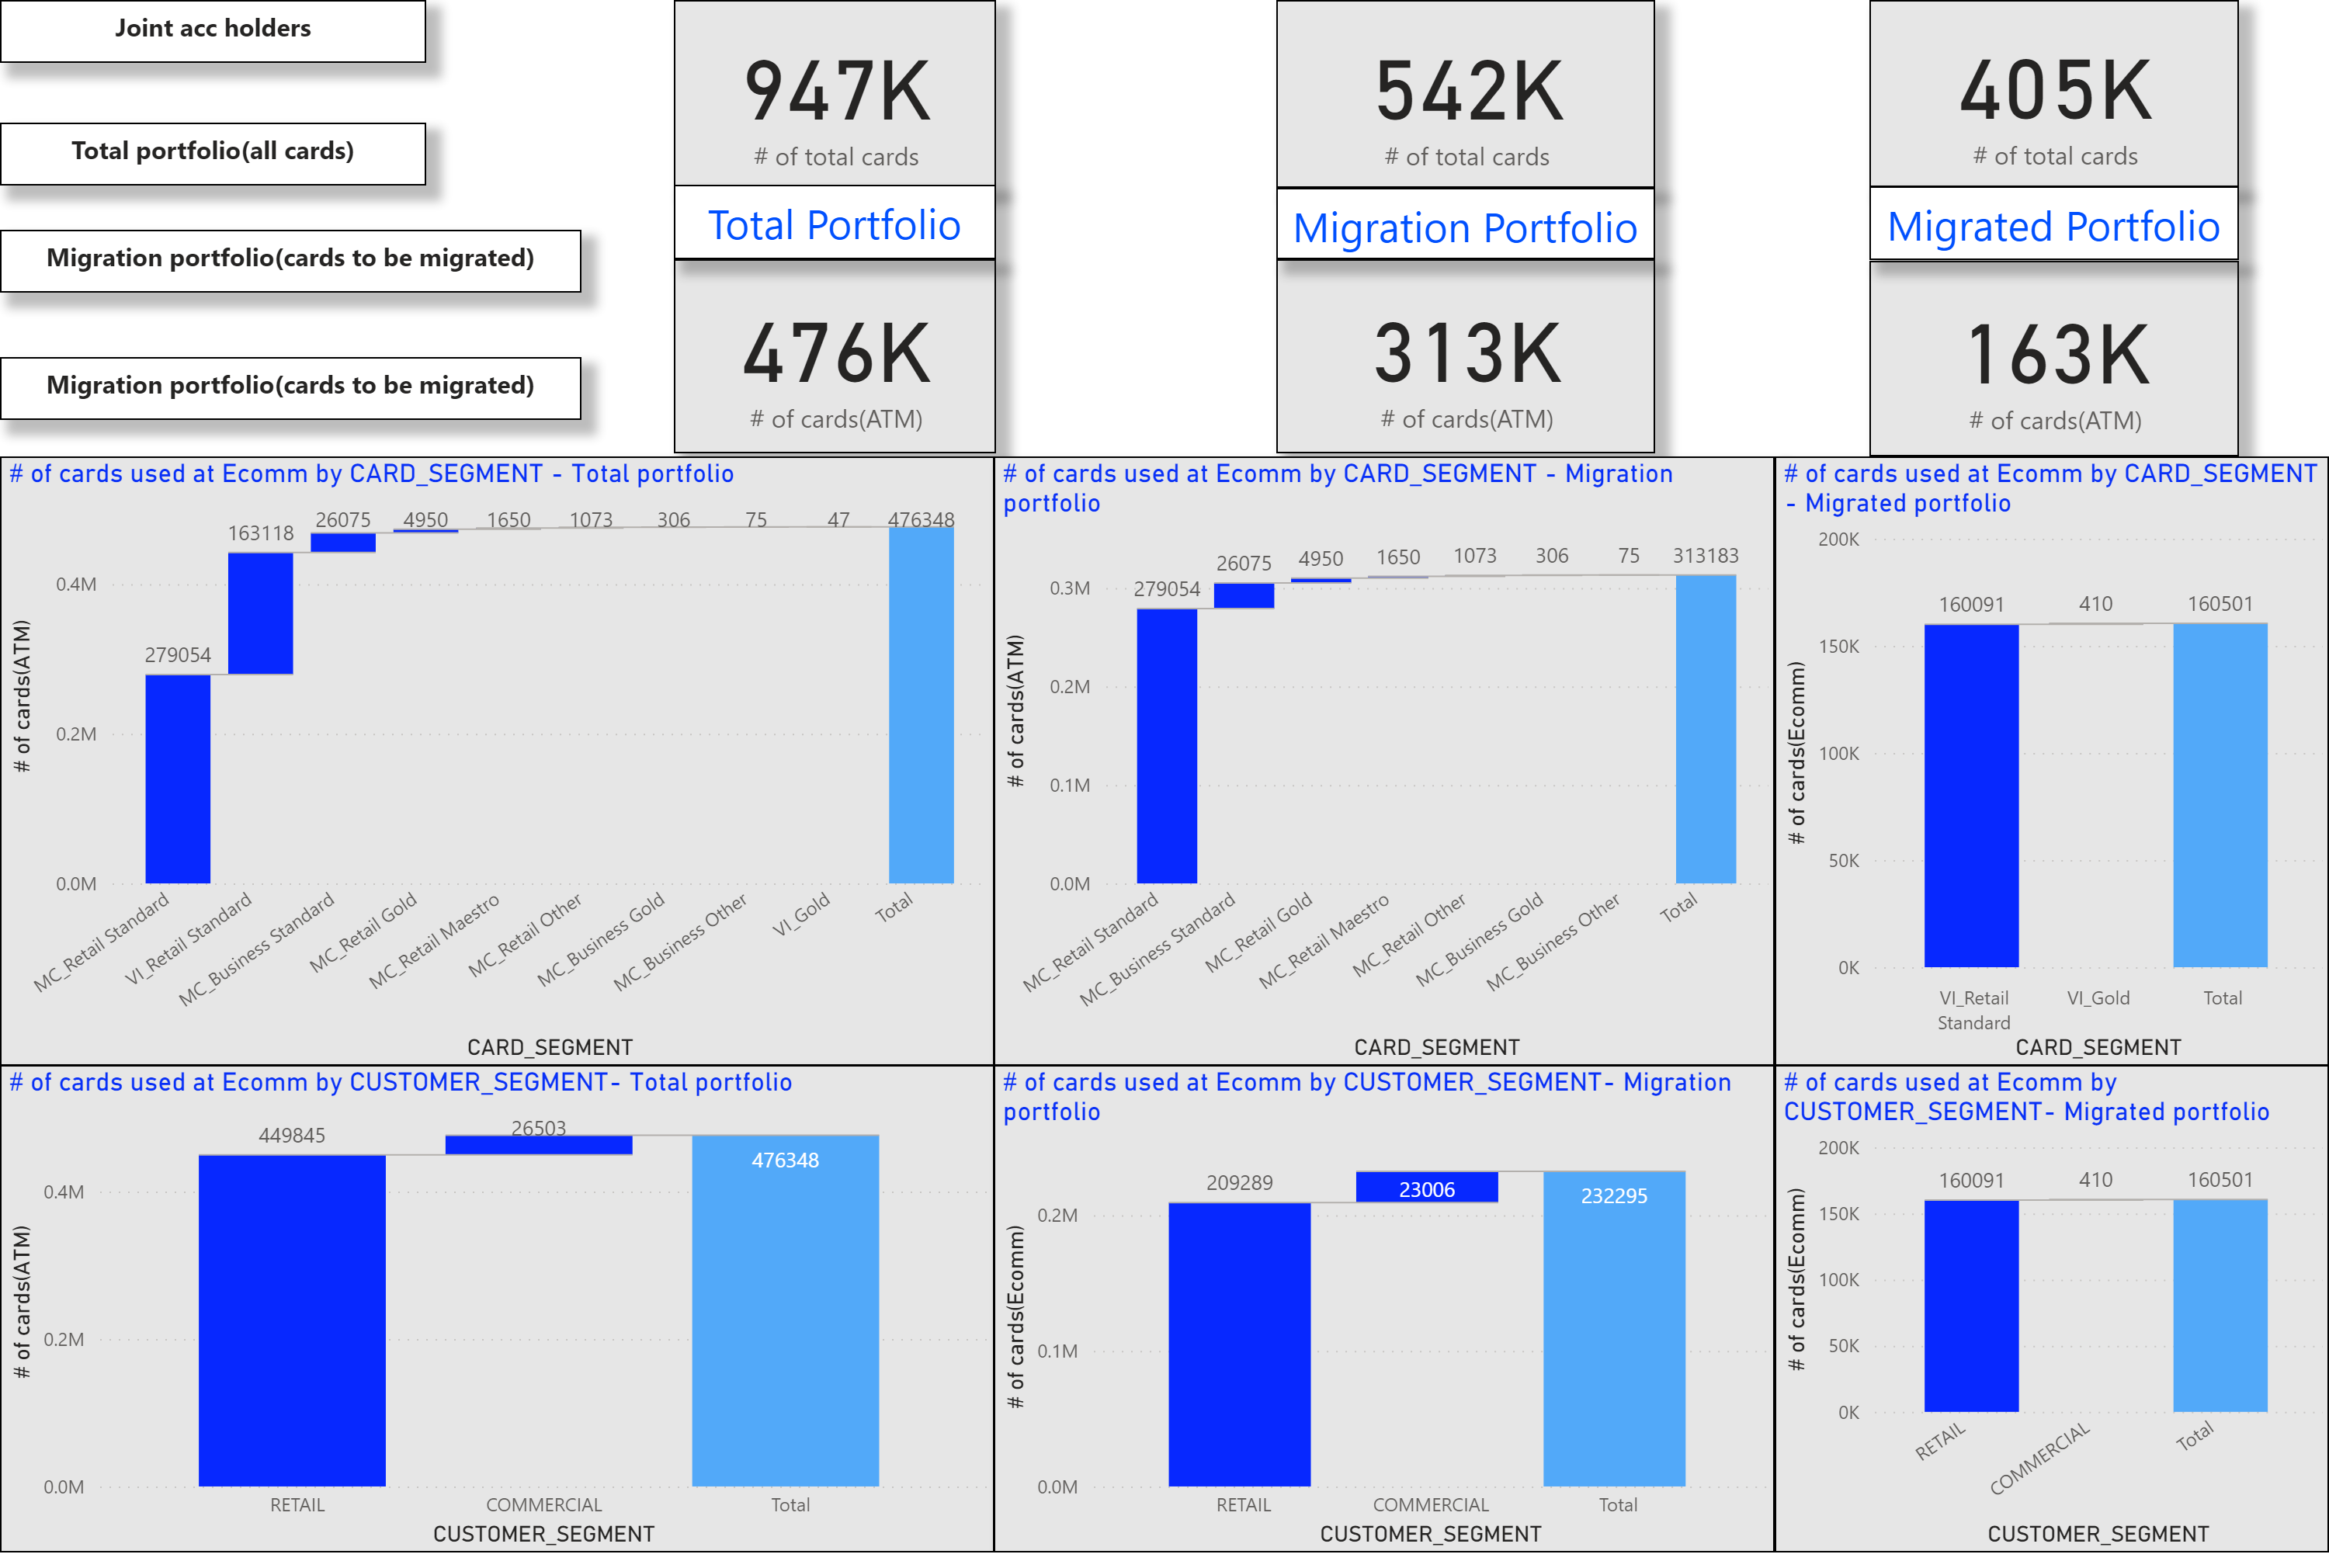 Joint acc holders
Total portfolio(all cards)
Migration portfolio(cards to be migrated)
Migration portfolio(cards to be migrated)
947K
# of total cards
Total Portfolio
476K
# of cards(ATM)
542K
# of total cards
Migration Portfolio
313K
# of cards(ATM)
405K
# of total cards
Migrated Portfolio
163K
# of cards(ATM)
# of cards used at Ecomm by CARD_SEGMENT - Total portfolio
279054 163118 26075 4950 1650 1073 306 75 47 476348
0.4M
0.2M
0.0M
# of cards(ATM)
MC_Retail Standard
VI_Retail Standard
MC_Business Standard
MC_Retail Gold
MC_Retail Maestro
MC_Retail Other
MC_Business Gold
MC_Business Other
VI_Gold
Total
CARD_SEGMENT
# of cards used at Ecomm by CARD_SEGMENT - Migration
portfolio
279054 26075 4950 1650 1073 306 75 313183
0.3M
0.2M
0.1M
0.0M
# of cards(ATM)
MC_Retail Standard
MC_Business Standard
MC_Retail Gold
MC_Retail Maestro
MC_Retail Other
MC_Business Gold
MC_Business Other
Total
CARD_SEGMENT
# of cards used at Ecomm by CARD_SEGMENT
- Migrated portfolio
200K
160091 410 160501
150K
100K
50K
0K
# of cards(Ecomm)
VI_Retail
Standard
VI_Gold
Total
CARD_SEGMENT
# of cards used at Ecomm by CUSTOMER_SEGMENT- Total portfolio
449845 26503 476348
0.4M
0.2M
0.0M
# of cards(ATM)
RETAIL COMMERCIAL Total
CUSTOMER_SEGMENT
# of cards used at Ecomm by CUSTOMER_SEGMENT- Migration
portfolio
209289 23006 232295
0.2M
0.1M
0.0M
# of cards(Ecomm)
RETAIL COMMERCIAL Total
CUSTOMER_SEGMENT
# of cards used at Ecomm by
CUSTOMER_SEGMENT- Migrated portfolio
200K
160091 410 160501
150K
100K
50K
0K
# of cards(Ecomm)
RETAIL
COMMERCIAL
Total
CUSTOMER_SEGMENT